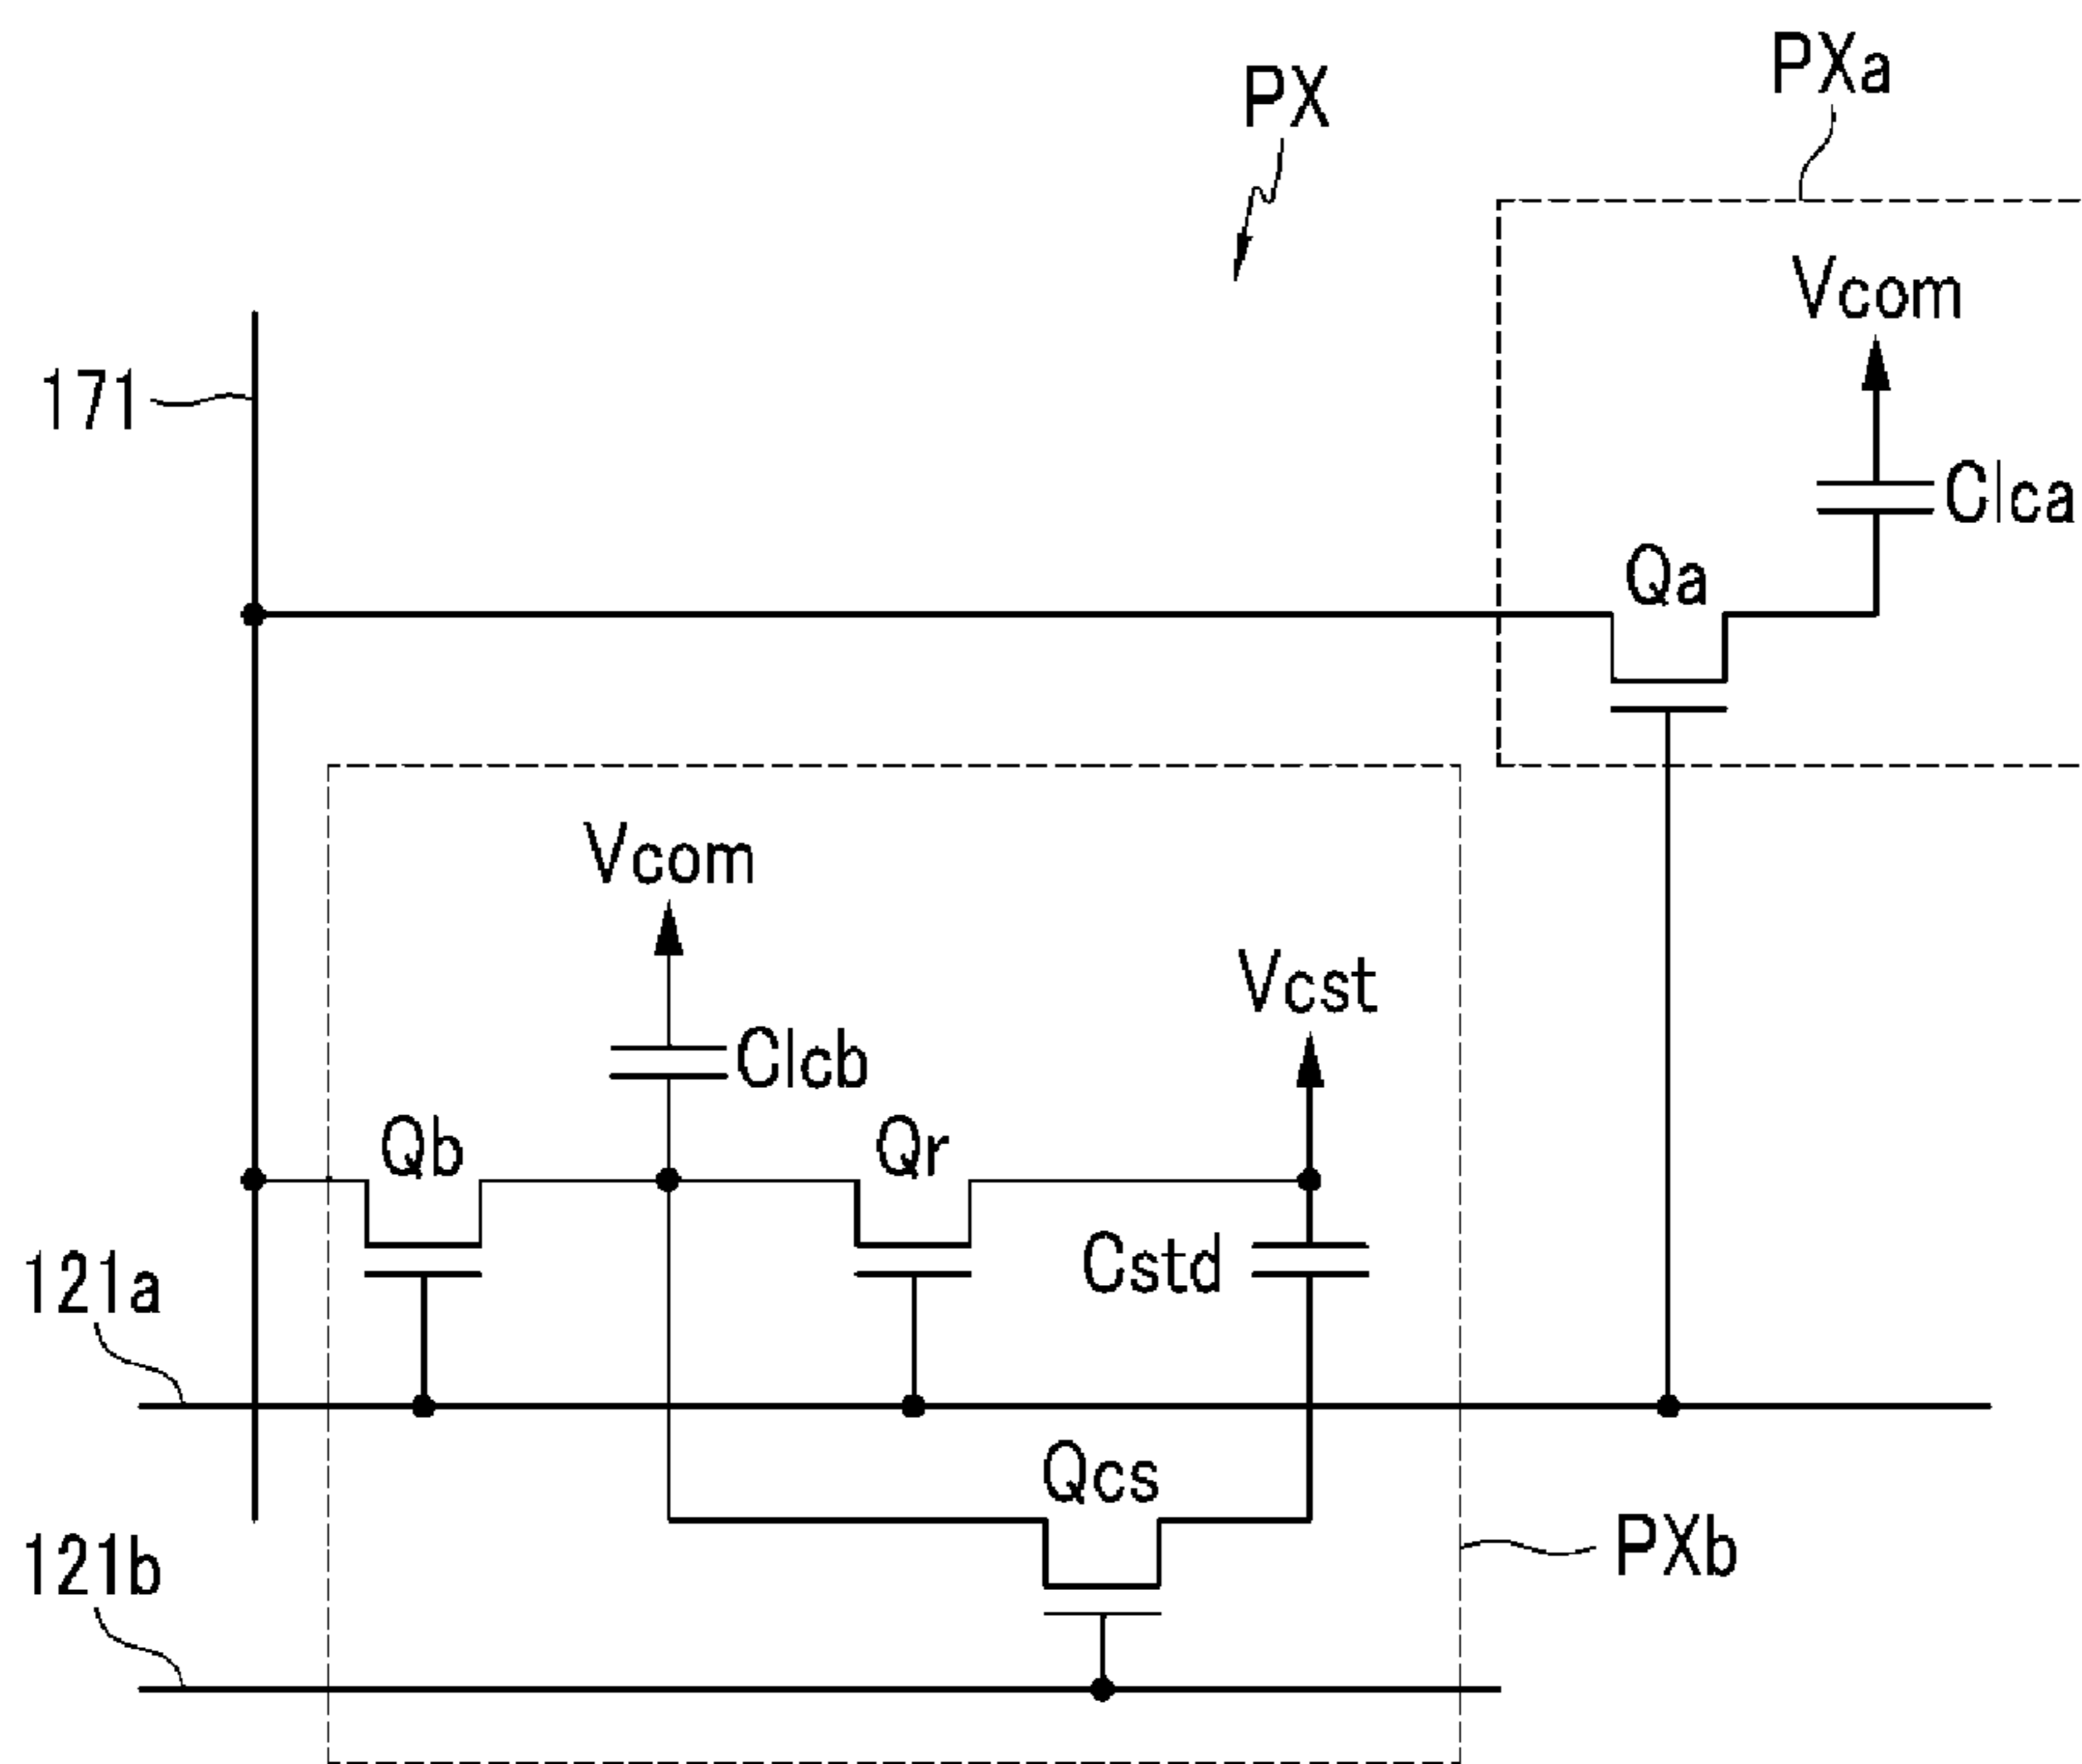 PXa
PX
Vcom
171
Clca
Qa
Vcom
Vcst
Clcb
Qb
Qr
Cstd
121a
Qcs
121b
PXb